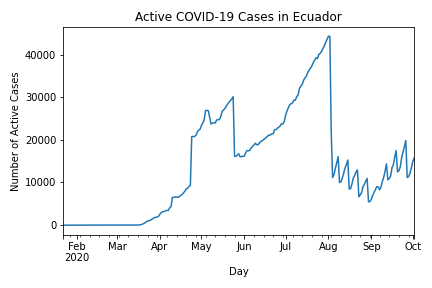 Active COVID-19 Cases in Ecuador
Number of Active Cases
40000
30000
20000
10000
0
Feb Mar Apr May Jun Jul Aug Sep Oct
2020
Day